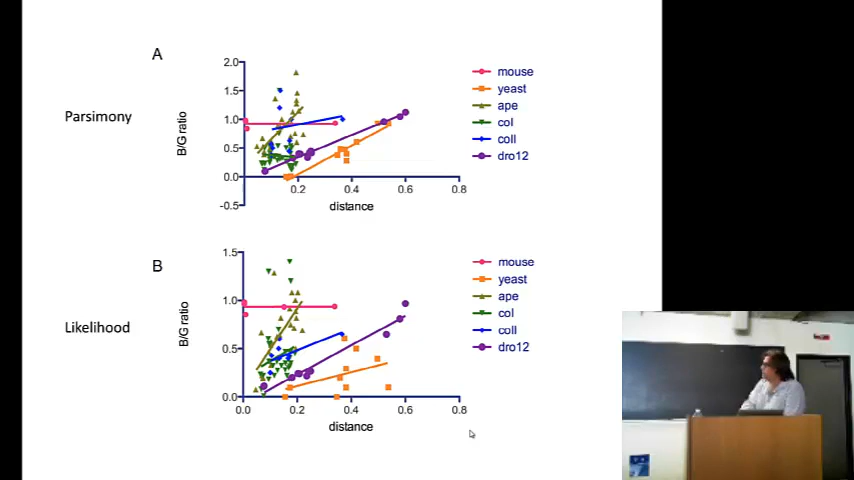 A
Parsimony
B/G ratio
2.0
1.5
1.0
0.5
0.0
-0.5
0.2
0.4
0.6
0.8
distance
mouse
yeast
ape
col
coll
dro12
B
Likelihood
B/G ratio
1.5
1.0
0.5
0.0
0.0
0.2
0.4
0.6
0.8
distance
mouse
yeast
ape
col
coll
dro12